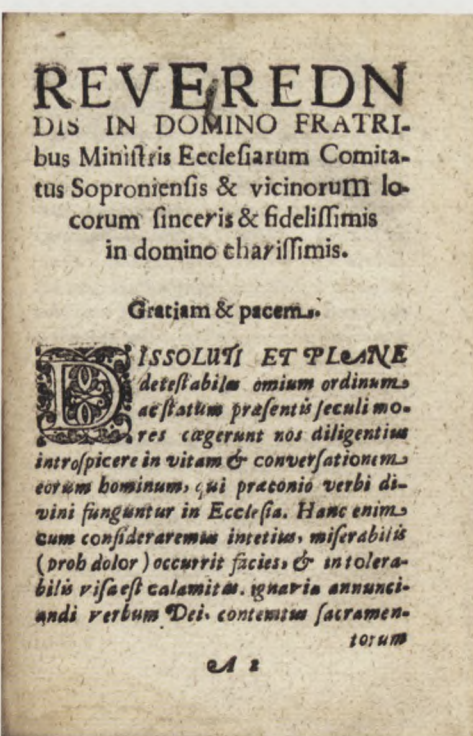 REVEREDN
DIS IN DOMINO FRATRI-
bus Miniſtris Eccleſiarum Comita-
tus Soproniensis & vicinorum lo-
corum ſinceris & fideliſſimis
in domino chariſſimis.
Gratiam & pacem.
DISSOLUTI ET PLANE
deteſtabiles omium ordinum
ac ſtatum præſentis ſeculi mo-
res cœgerunt nos diligentius
introſpicere in vitam & converſationem
eorum hominum, qui præconio verbi di-
vini funguntur in Eccleſia. Hanc enim
cum conſideraremus intetius, miſerabilis
(proh dolor) occurrit facies, & intolera-
bilis viſa eſt calamitas. ignavia annunci-
andi verbum Dei, contemtus ſacramen-
torum
A 2